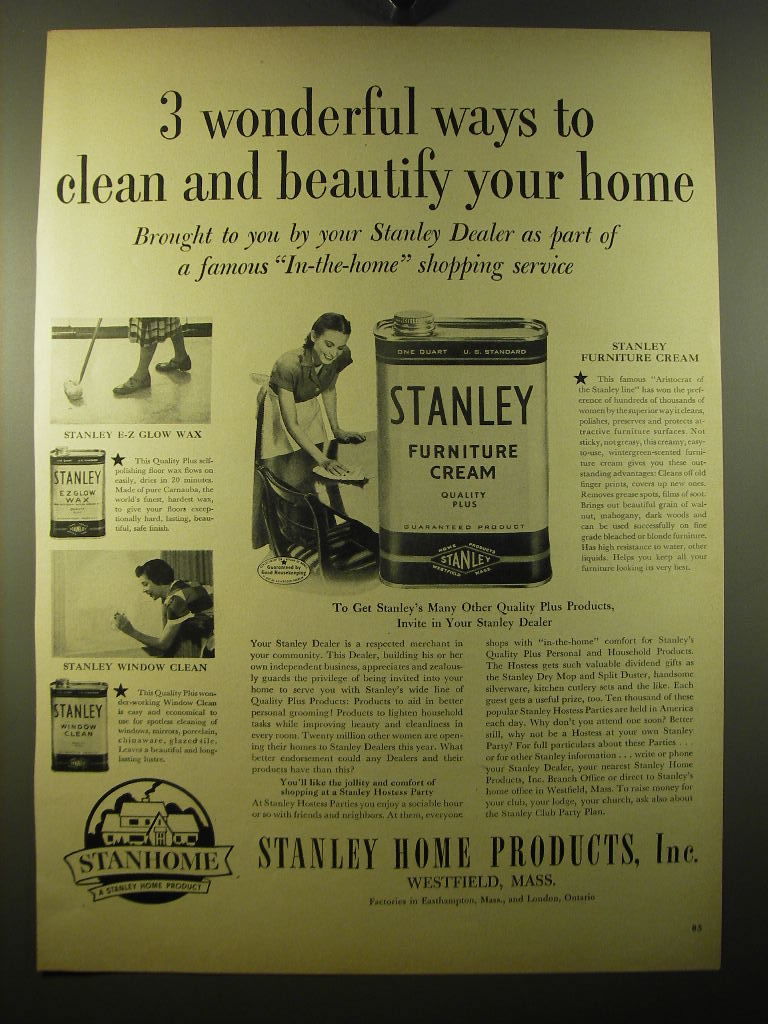 3 wonderful ways to
clean and beautify your home
Brought to you by your Stanley Dealer as part of
a famous "In-the-home" shopping service
STANLEY E-Z GLOW WAX
STANLEY
E Z GLOW
WAX
STANLEY
★ This Quality Plus self-
polishing floor wax flows on
easily, dries in 20 minutes.
Made of pure Carnauba, the
world's finest, hardest wax,
to give your floors excep-
tionally hard, lasting, beau-
tiful, safe finish.
STANLEY WINDOW CLEAN
STANLEY
WINDOW
CLEAN
★ This Quality Plus won-
der-working Window Clean
is easy and economical to
use for spotless cleaning of
windows, mirrors, porcelain,
chinaware, glazed tile.
Leaves a beautiful and long-
lasting lustre.
ONE QUART U. S. STANDARD
STANLEY
FURNITURE
CREAM
QUALITY
PLUS
GUARANTEED PRODUCT
HOME PRODUCTS
STANLEY
WESTFIELD MASS.
Guaranteed by
Good Housekeeping
STANLEY
FURNITURE CREAM
★ This famous "Aristocrat of
the Stanley line" has won the pref-
erence of hundreds of thousands of
women by the superior way it cleans,
polishes, preserves and protects at-
tractive furniture surfaces. Not
sticky, not greasy, this creamy, easy-
to-use, wintergreen-scented furni-
ture cream gives you these out-
standing advantages: Cleans off old
finger prints, covers up new ones.
Removes grease spots, films of soot.
Brings out beautiful grain of wal-
nut, mahogany, dark woods and
can be used successfully on fine
grade bleached or blonde furniture.
Has high resistance to water, other
liquids. Helps you keep all your
furniture looking its very best.
To Get Stanley's Many Other Quality Plus Products,
Invite in Your Stanley Dealer
Your Stanley Dealer is a respected merchant in
your community. This Dealer, building his or her
own independent business, appreciates and zealous-
ly guards the privilege of being invited into your
home to serve you with Stanley's wide line of
Quality Plus Products: Products to aid in better
personal grooming! Products to lighten household
tasks while improving beauty and cleanliness in
every room. Twenty million other women are open-
ing their homes to Stanley Dealers this year. What
better endorsement could any Dealers and their
products have than this?
You'll like the jollity and comfort of
shopping at a Stanley Hostess Party
At Stanley Hostess Parties you enjoy a sociable hour
or so with friends and neighbors. At them, everyone
shops with "in-the-home" comfort for Stanley's
Quality Plus Personal and Household Products.
The Hostess gets such valuable dividend gifts as
the Stanley Dry Mop and Split Duster, handsome
silverware, kitchen cutlery sets and the like. Each
guest gets a useful prize, too. Ten thousand of these
popular Stanley Hostess Parties are held in America
each day. Why don't you attend one soon? Better
still, why not be a Hostess at your own Stanley
Party? For full particulars about these Parties . . .
or for other Stanley information . . . write or phone
your Stanley Dealer, your nearest Stanley Home
Products, Inc. Branch Office or direct to Stanley's
home office in Westfield, Mass. To raise money for
your club, your lodge, your church, ask also about
the Stanley Club Party Plan.
STANHOME
A STANLEY HOME PRODUCT
STANLEY HOME PRODUCTS, Inc.
WESTFIELD, MASS.
Factories in Easthampton, Mass., and London, Ontario
85